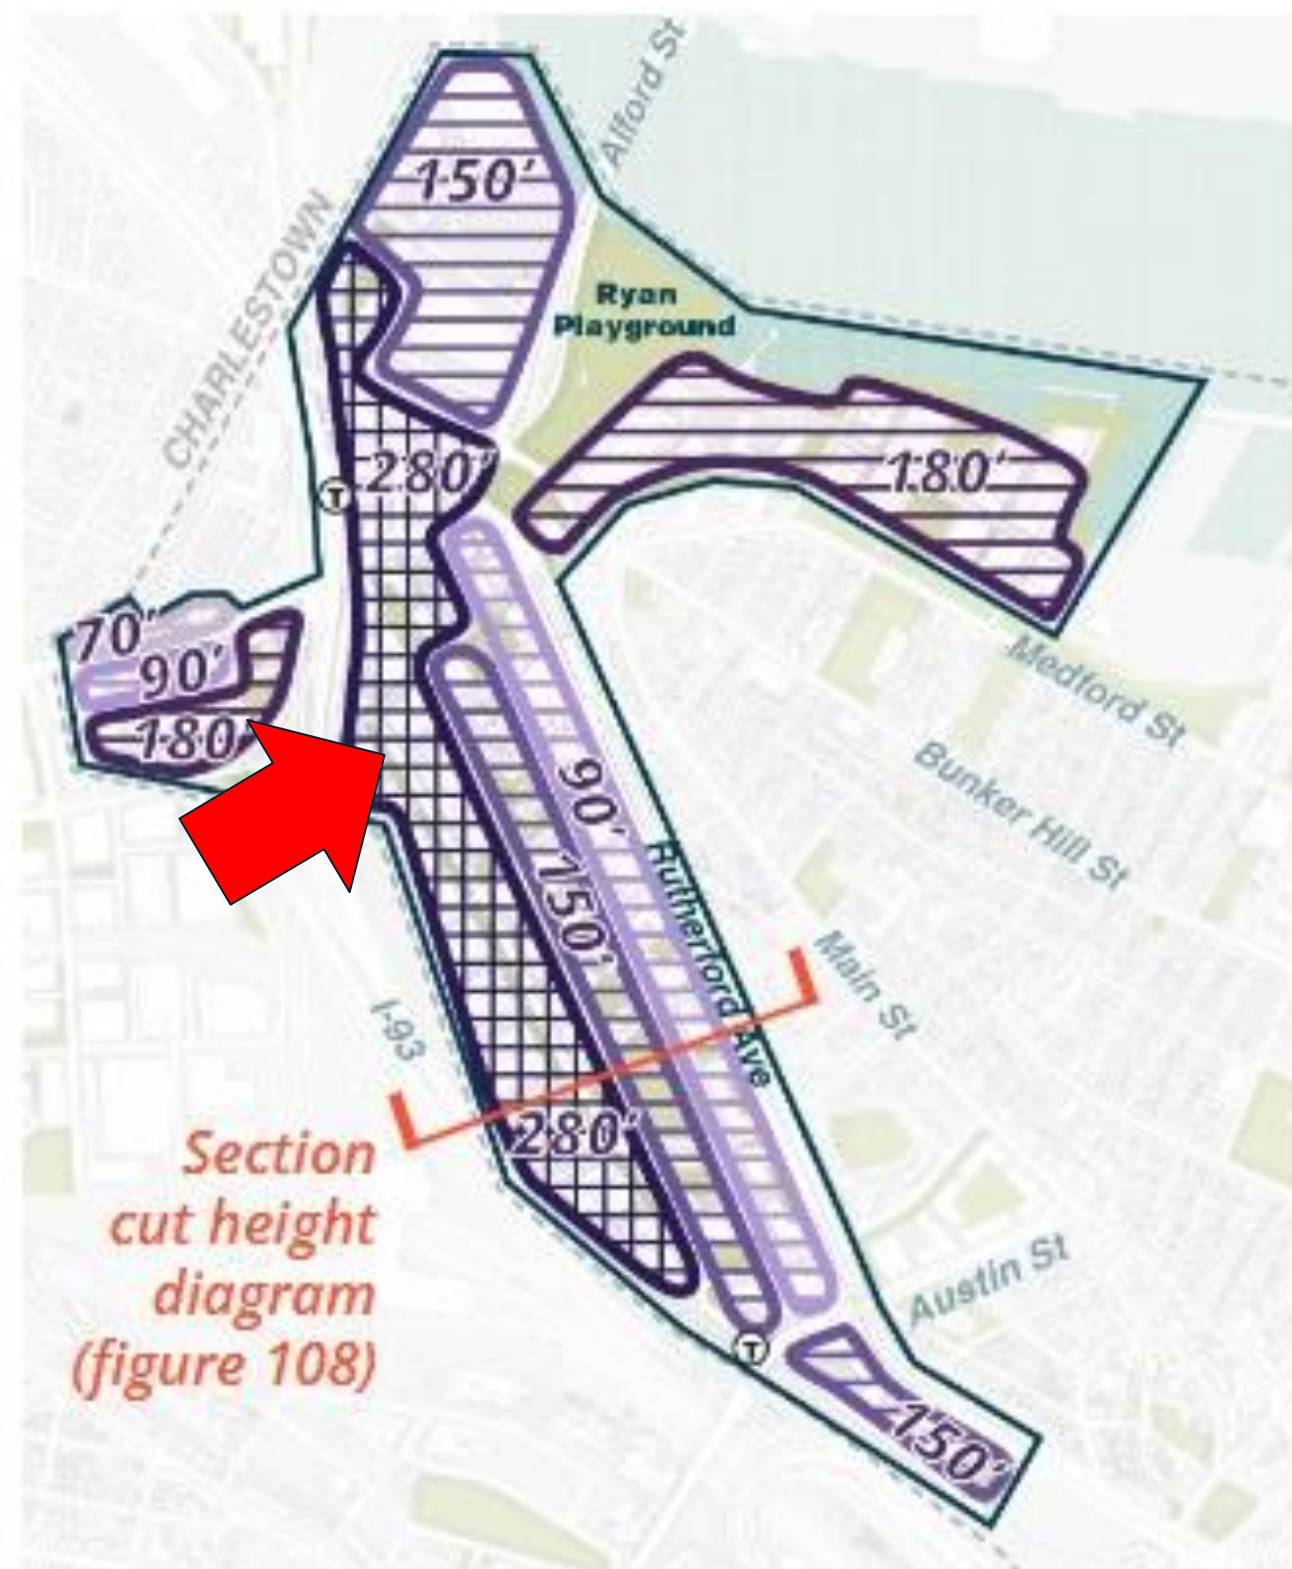 Alford St
150'
CHARLESTOWN
Ryan
Playground
T
280'
180'
70'
90'
180
Medford St
Bunker Hill St
90'
150'
Rutherford Ave
Main St
I-93
280'
Section
cut height
diagram
(figure 108)
Austin St
T
150'